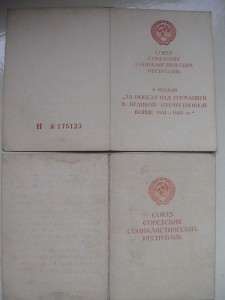 СОЮЗ
СОВЕТСКИХ
СОЦИАЛИСТИЧЕСКИХ
РЕСПУБЛИК
К МЕДАЛИ
"ЗА ПОБЕДУ НАД ГЕРМАНИЕЙ
В ВЕЛИКОЙ ОТЕЧЕСТВЕННОЙ
ВОЙНЕ 1941—1945 гг."
Н № 175123
СОЮЗ
СОВЕТСКИХ
СОЦИАЛИСТИЧЕСКИХ
РЕСПУБЛИК